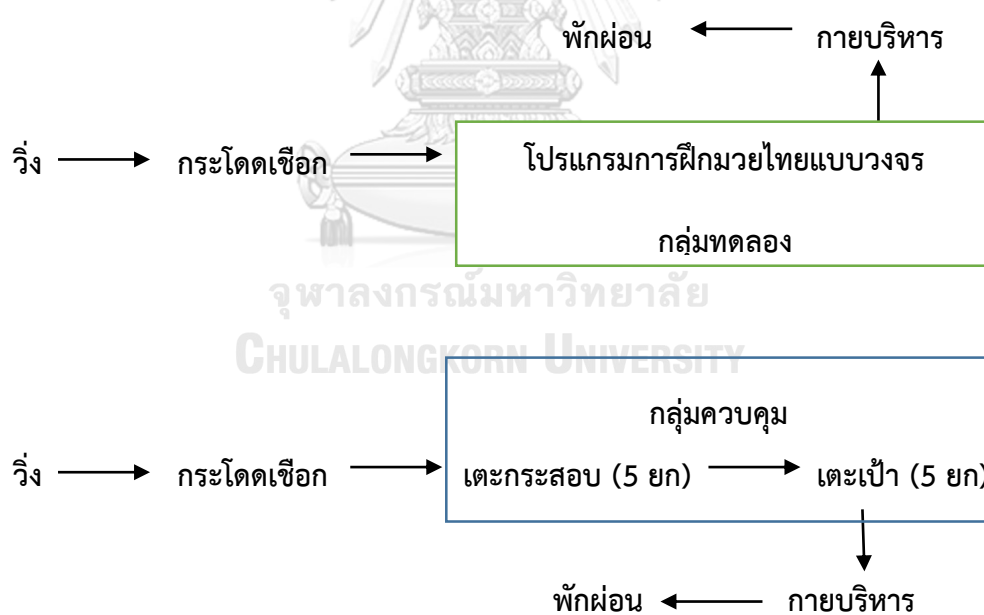 พักผ่อน กายบริหาร
วิ่ง กระโดดเชือก โปรแกรมการฝึกมวยไทยแบบวงจร
กลุ่มทดลอง
จุฬาลงกรณ์มหาวิทยาลัย
CHULALONGKORN UNIVERSITY
กลุ่มควบคุม
วิ่ง กระโดดเชือก เตะกระสอบ (5 ยก) เตะเป้า (5 ยก)
พักผ่อน กายบริหาร